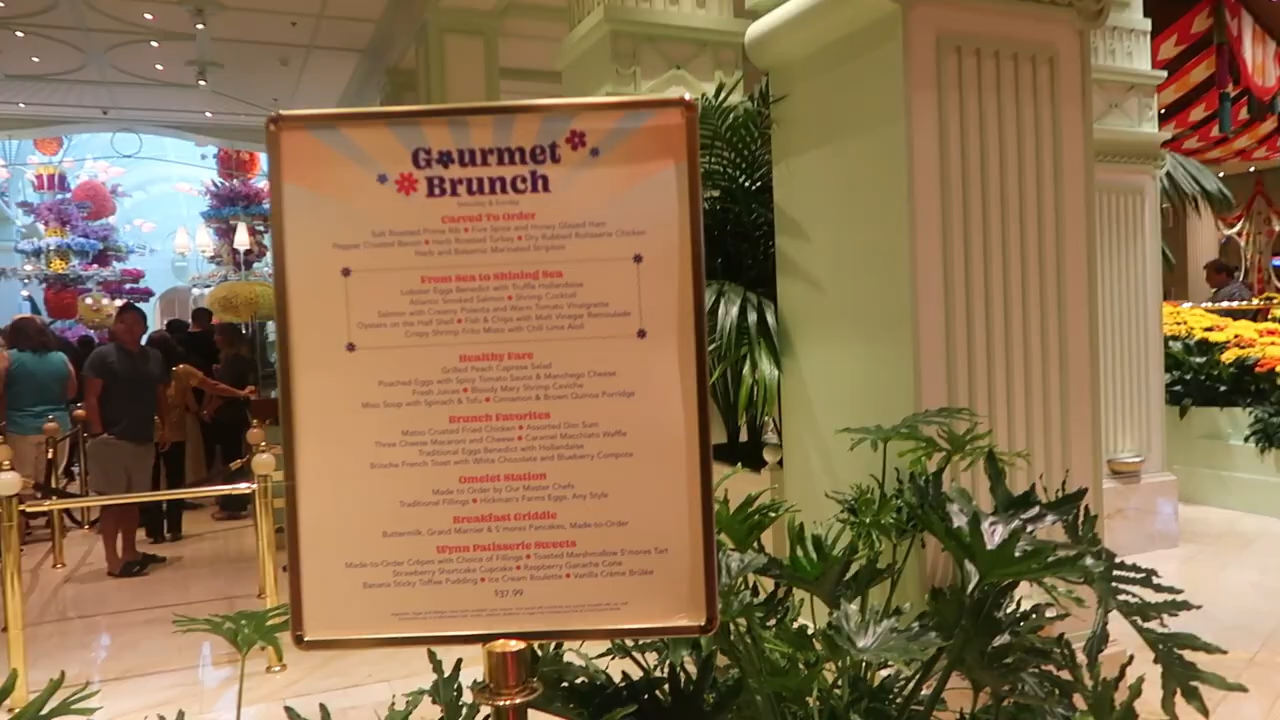 Gourmet
Brunch
Saturday & Sunday
Carved To Order
Salt Roasted Prime Rib • Five Spice and Honey Glazed Ham
Pepper Crusted Bacon • Herb Roasted Turkey • Dry Rubbed Rotisserie Chicken
Herb and Balsamic Marinated Striploin
From Sea to Shining Sea
Lobster Eggs Benedict with Truffle Hollandaise
Atlantic Smoked Salmon • Shrimp Cocktail
Salmon with Creamy Polenta and Warm Tomato Vinaigrette
Oysters on the Half Shell • Fish & Chips with Malt Vinegar Remoulade
Crispy Shrimp Frito Misto with Chili Lime Aioli
Healthy Fare
Grilled Peach Caprese Salad
Poached Eggs with Spicy Tomato Sauce & Manchego Cheese
Fresh Juices • Bloody Mary Shrimp Ceviche
Miso Soup with Spinach & Tofu • Cinnamon & Brown Quinoa Porridge
Brunch Favorites
Matzo Crusted Fried Chicken • Assorted Dim Sum
Three Cheese Macaroni and Cheese • Caramel Macchiato Waffle
Traditional Eggs Benedict with Hollandaise
Brioche French Toast with White Chocolate and Blueberry Compote
Omelet Station
Made to Order by Our Master Chefs
Traditional Fillings • Hickman's Farms Eggs, Any Style
Breakfast Griddle
Buttermilk, Grand Marnier & S'mores Pancakes, Made-to-Order
Wynn Patisserie Sweets
Made-to-Order Crêpes with Choice of Fillings • Toasted Marshmallow S'mores Tart
Strawberry Shortcake Cupcake • Raspberry Ganache Cone
Banana Sticky Toffee Pudding • Ice Cream Roulette • Vanilla Crème Brûlée
$37.99